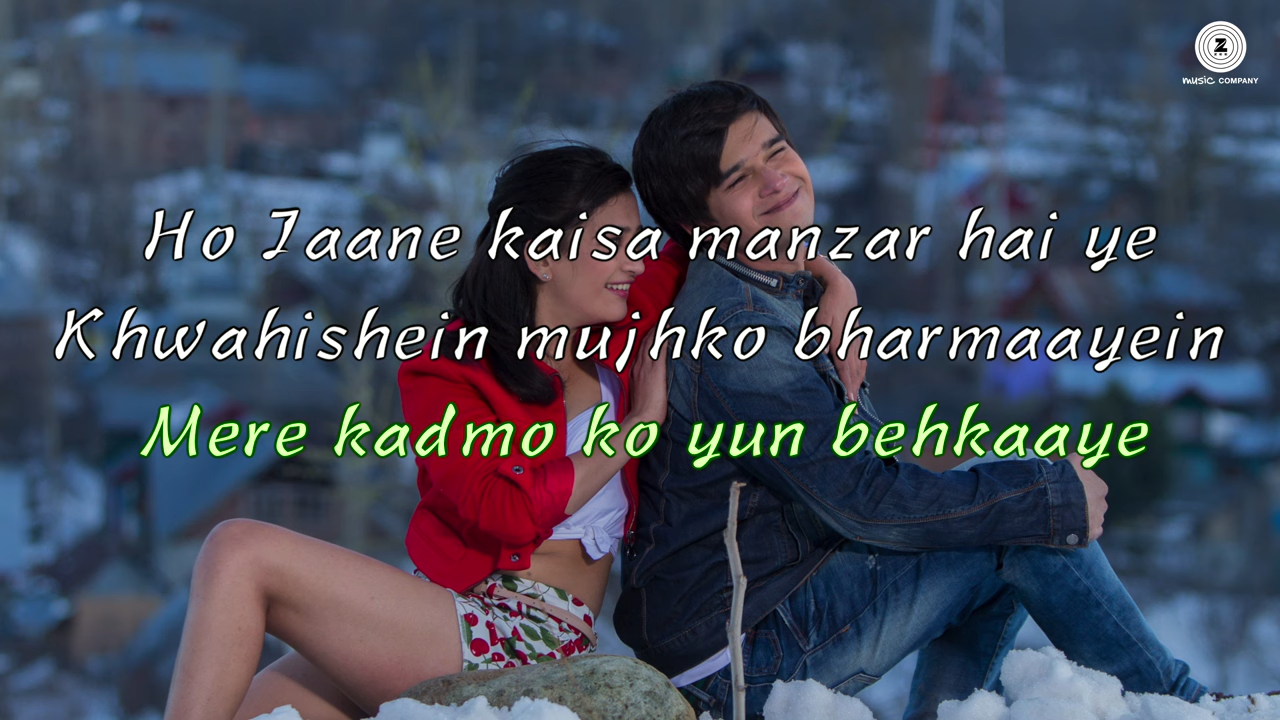 Z
music COMPANY
Ho Jaane kaisa manzar hai ye
Khwahishein mujhko bharmaayein
Mere kadmo ko yun behkaaye